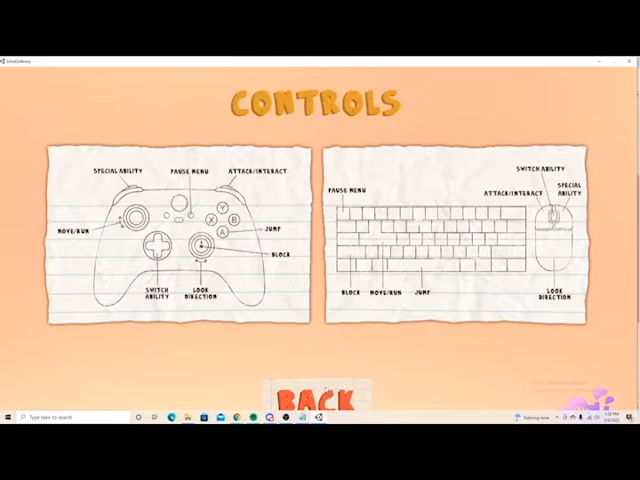 ExtraOrdinary
CONTROLS
SPECIAL ABILITY
PAUSE MENU
ATTACK/INTERACT
Y
X
B
A
MOVE/RUN
JUMP
BLOCK
SWITCH
ABILITY
LOOK
DIRECTION
SWITCH ABILITY
PAUSE MENU
ATTACK/INTERACT
SPECIAL
ABILITY
BLOCK
MOVE/RUN
JUMP
LOOK
DIRECTION
BACK
Type here to search
Raining now